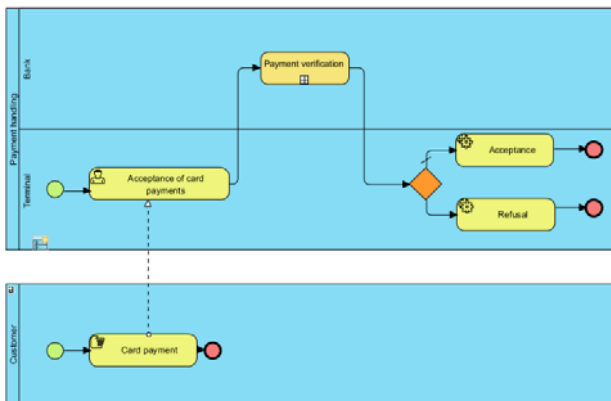 Payment handling
Bank
Payment verification
Terminal
Acceptance of card
payments
Acceptance
Refusal
Customer
Card payment